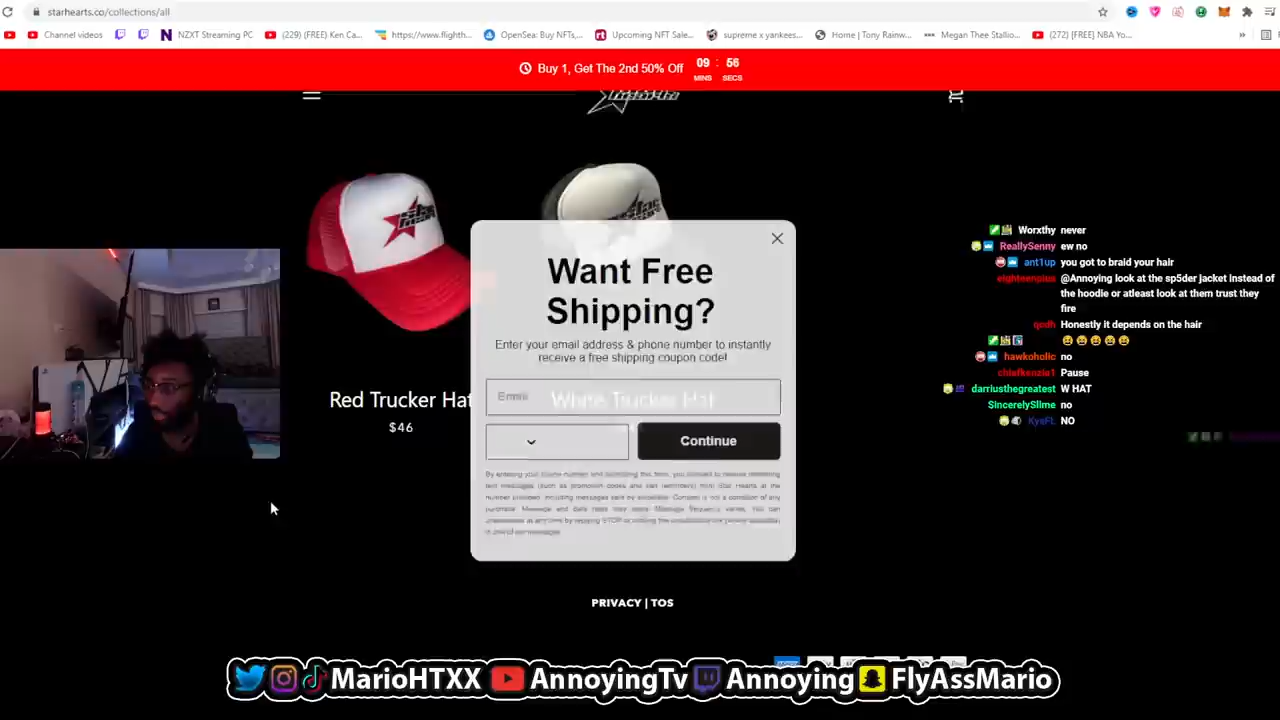 starhearts.co/collections/all
Channel videos
NZXT Streaming PC
(229) (FREE) Ken Ca...
https://www.flighth...
OpenSea: Buy NFTs,...
Upcoming NFT Sale...
supreme x yankees...
Home | Tony Rainw...
Megan Thee Stallio...
(272) [FREE] NBA Yo...
Buy 1, Get The 2nd 50% Off 09 : 56
MINS SECS
Want Free
Shipping?
Enter your email address & phone number to instantly
receive a free shipping coupon code!
Email
White Trucker Hat
Continue
Red Trucker Hat
$46
PRIVACY | TOS
Worxthy never
ReallySenny ew no
ant1up you got to braid your hair
eighteenplus @Annoying look at the sp5der jacket instead of
the hoodie or atleast look at them trust they
fire
qcdh Honestly it depends on the hair
hawkoholic no
chiefkenzia1 Pause
darriusthegreatest W HAT
SincerelySlime no
KyeFL NO
MarioHTXX AnnoyingTv Annoying FlyAssMario